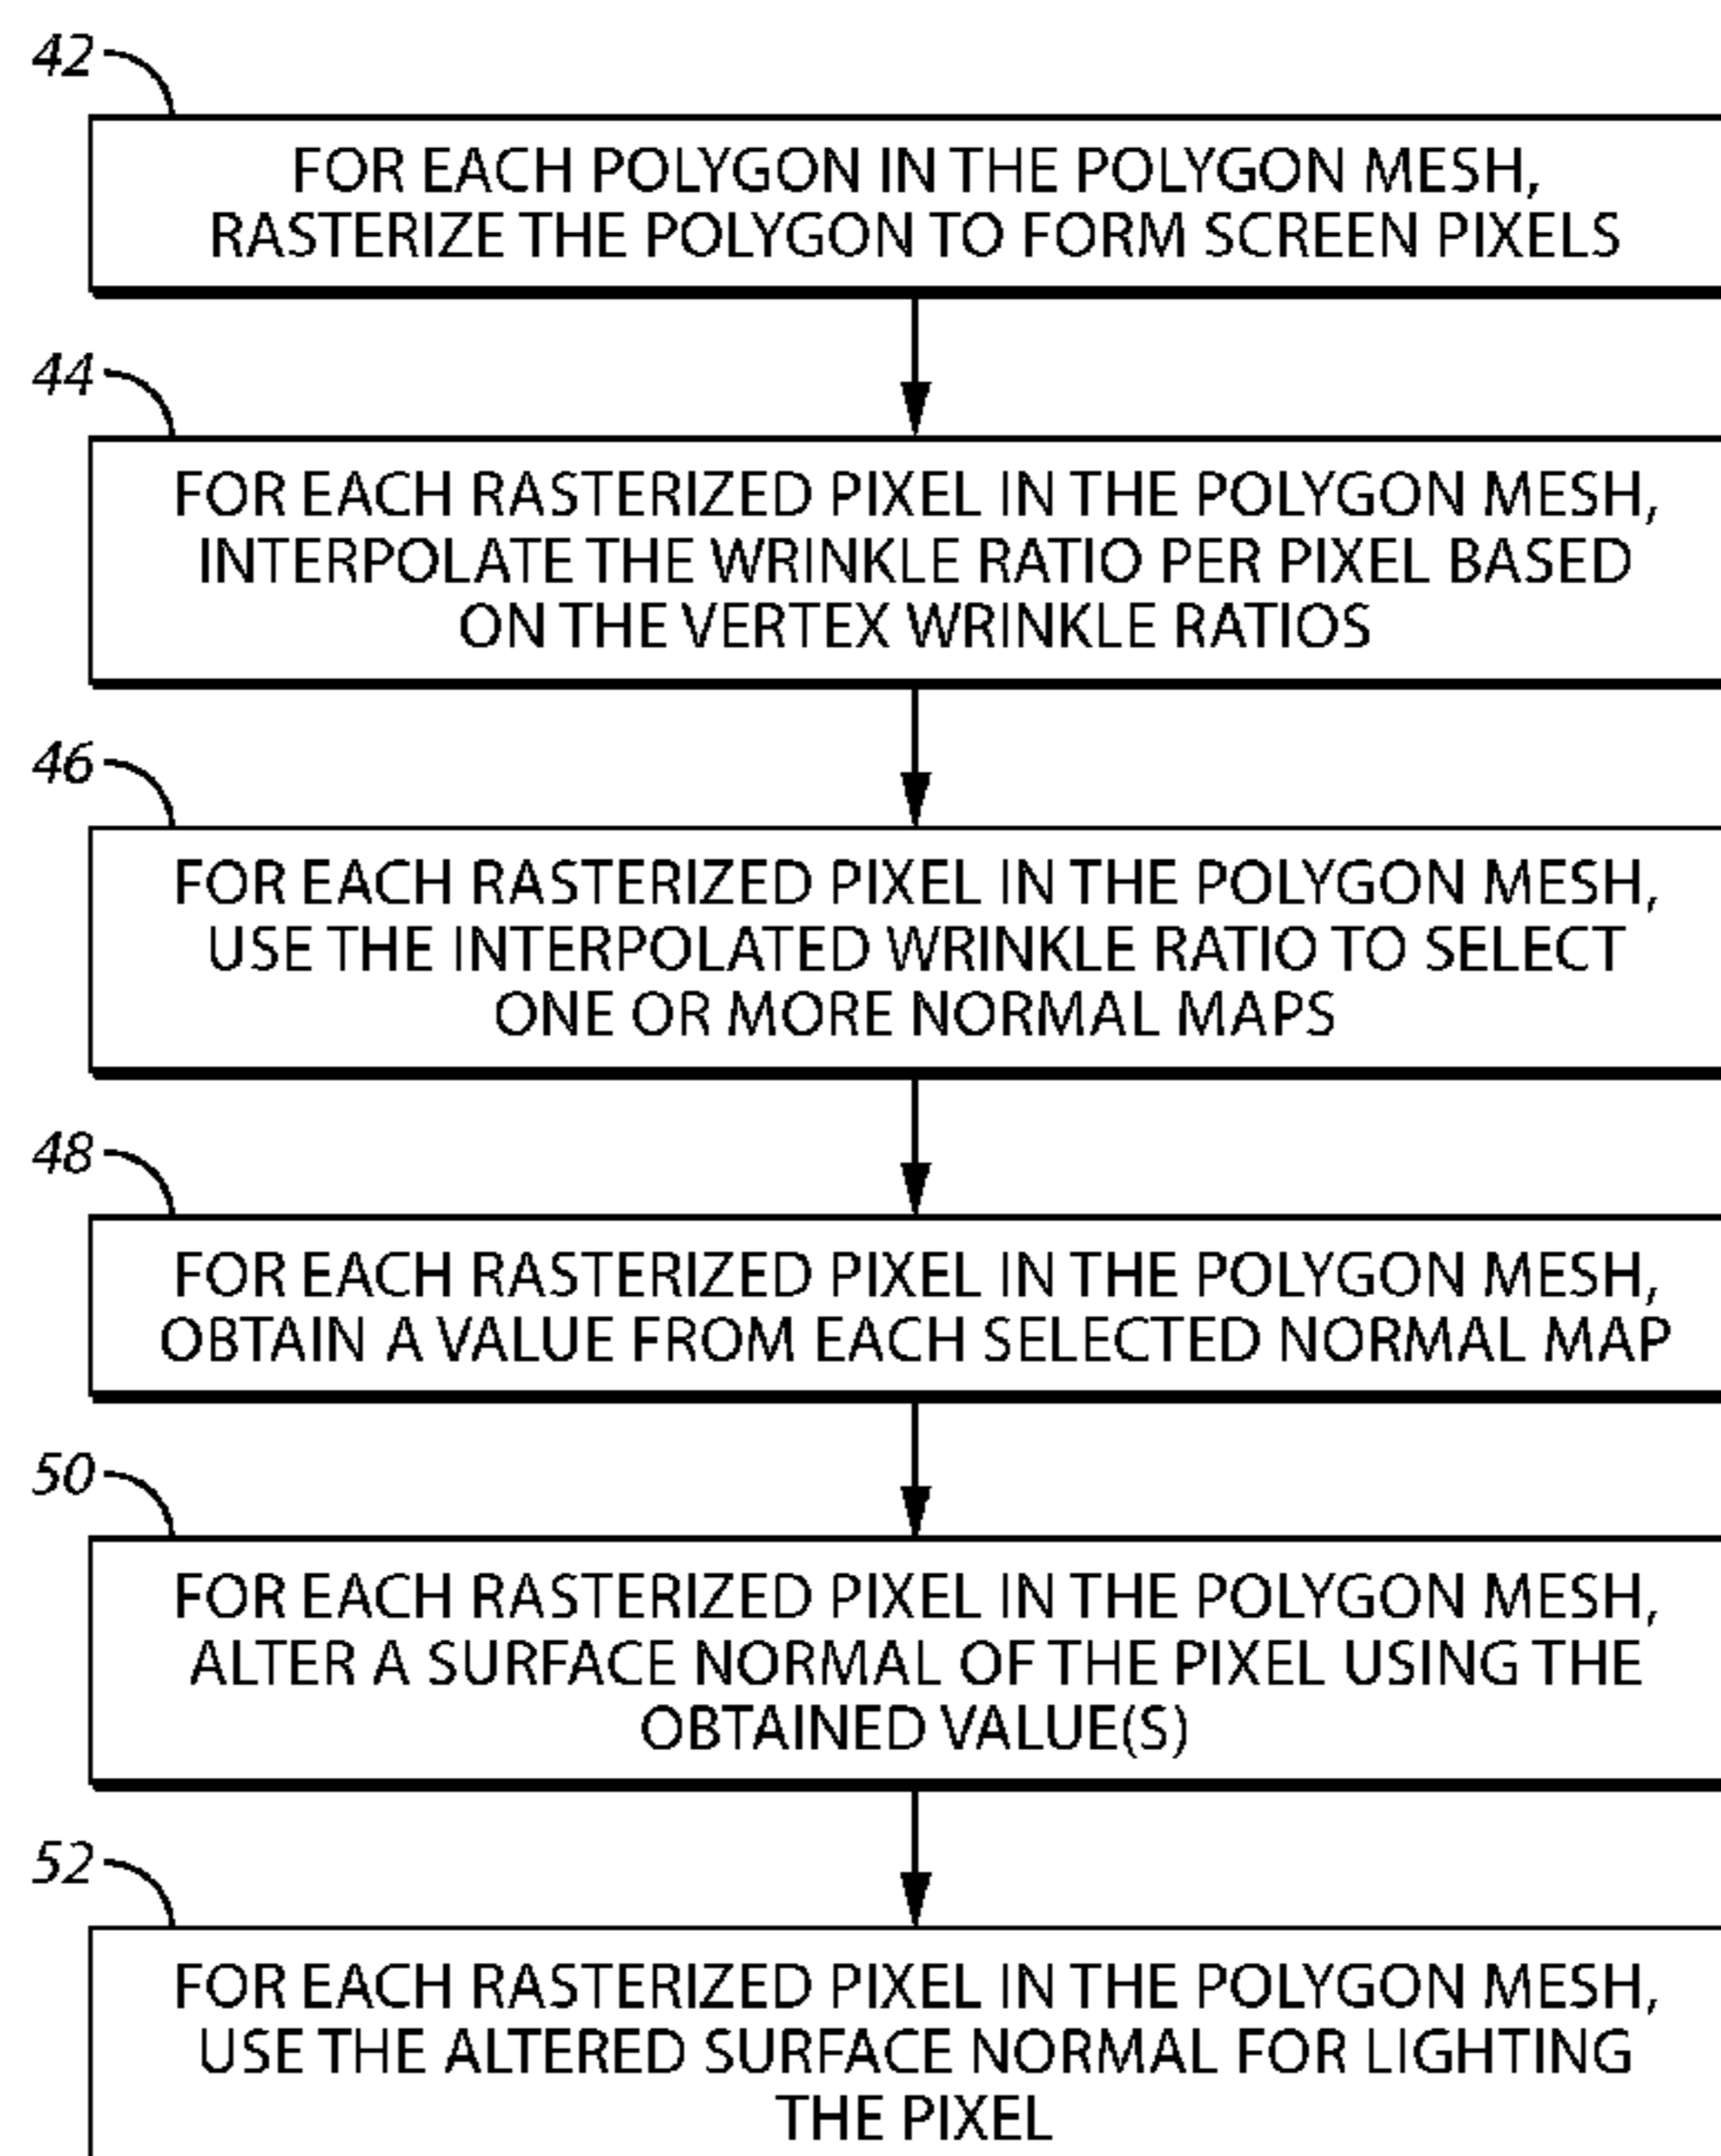 42
FOR EACH POLYGON IN THE POLYGON MESH,
RASTERIZE THE POLYGON TO FORM SCREEN PIXELS
44
FOR EACH RASTERIZED PIXEL IN THE POLYGON MESH,
INTERPOLATE THE WRINKLE RATIO PER PIXEL BASED
ON THE VERTEX WRINKLE RATIOS
46
FOR EACH RASTERIZED PIXEL IN THE POLYGON MESH,
USE THE INTERPOLATED WRINKLE RATIO TO SELECT
ONE OR MORE NORMAL MAPS
48
FOR EACH RASTERIZED PIXEL IN THE POLYGON MESH,
OBTAIN A VALUE FROM EACH SELECTED NORMAL MAP
50
FOR EACH RASTERIZED PIXEL IN THE POLYGON MESH,
ALTER A SURFACE NORMAL OF THE PIXEL USING THE
OBTAINED VALUE(S)
52
FOR EACH RASTERIZED PIXEL IN THE POLYGON MESH,
USE THE ALTERED SURFACE NORMAL FOR LIGHTING
THE PIXEL